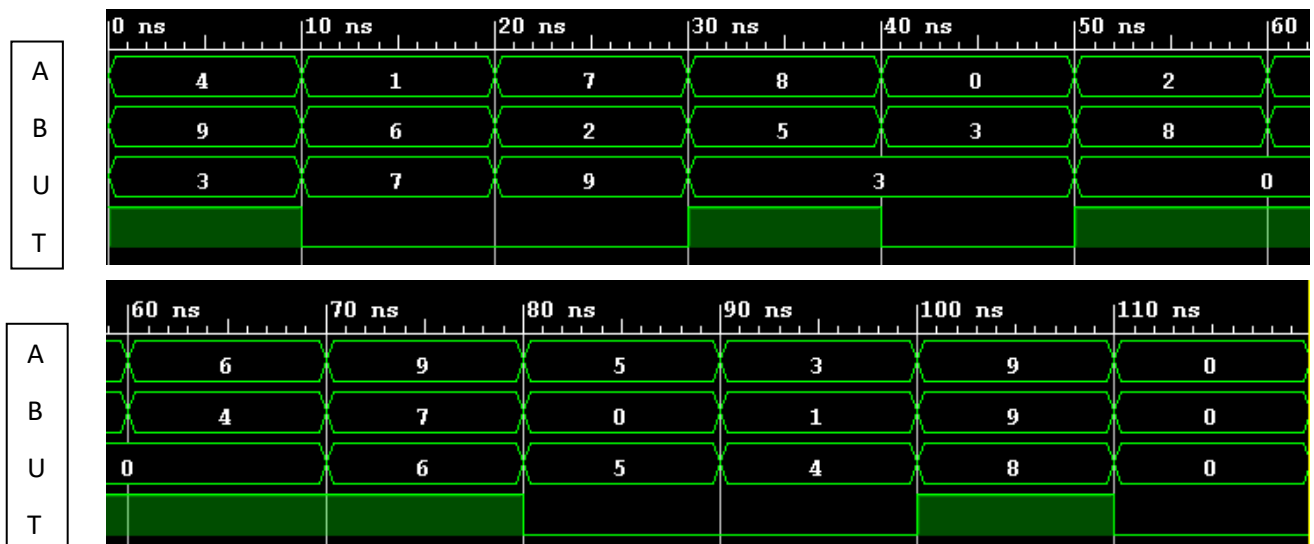 0 ns 10 ns 20 ns 30 ns 40 ns 50 ns 60
A 4 1 7 8 0 2
B 9 6 2 5 3 8
U 3 7 9 3 0
T
60 ns 70 ns 80 ns 90 ns 100 ns 110 ns
A 6 9 5 3 9 0
B 4 7 0 1 9 0
U 0 6 5 4 8 0
T